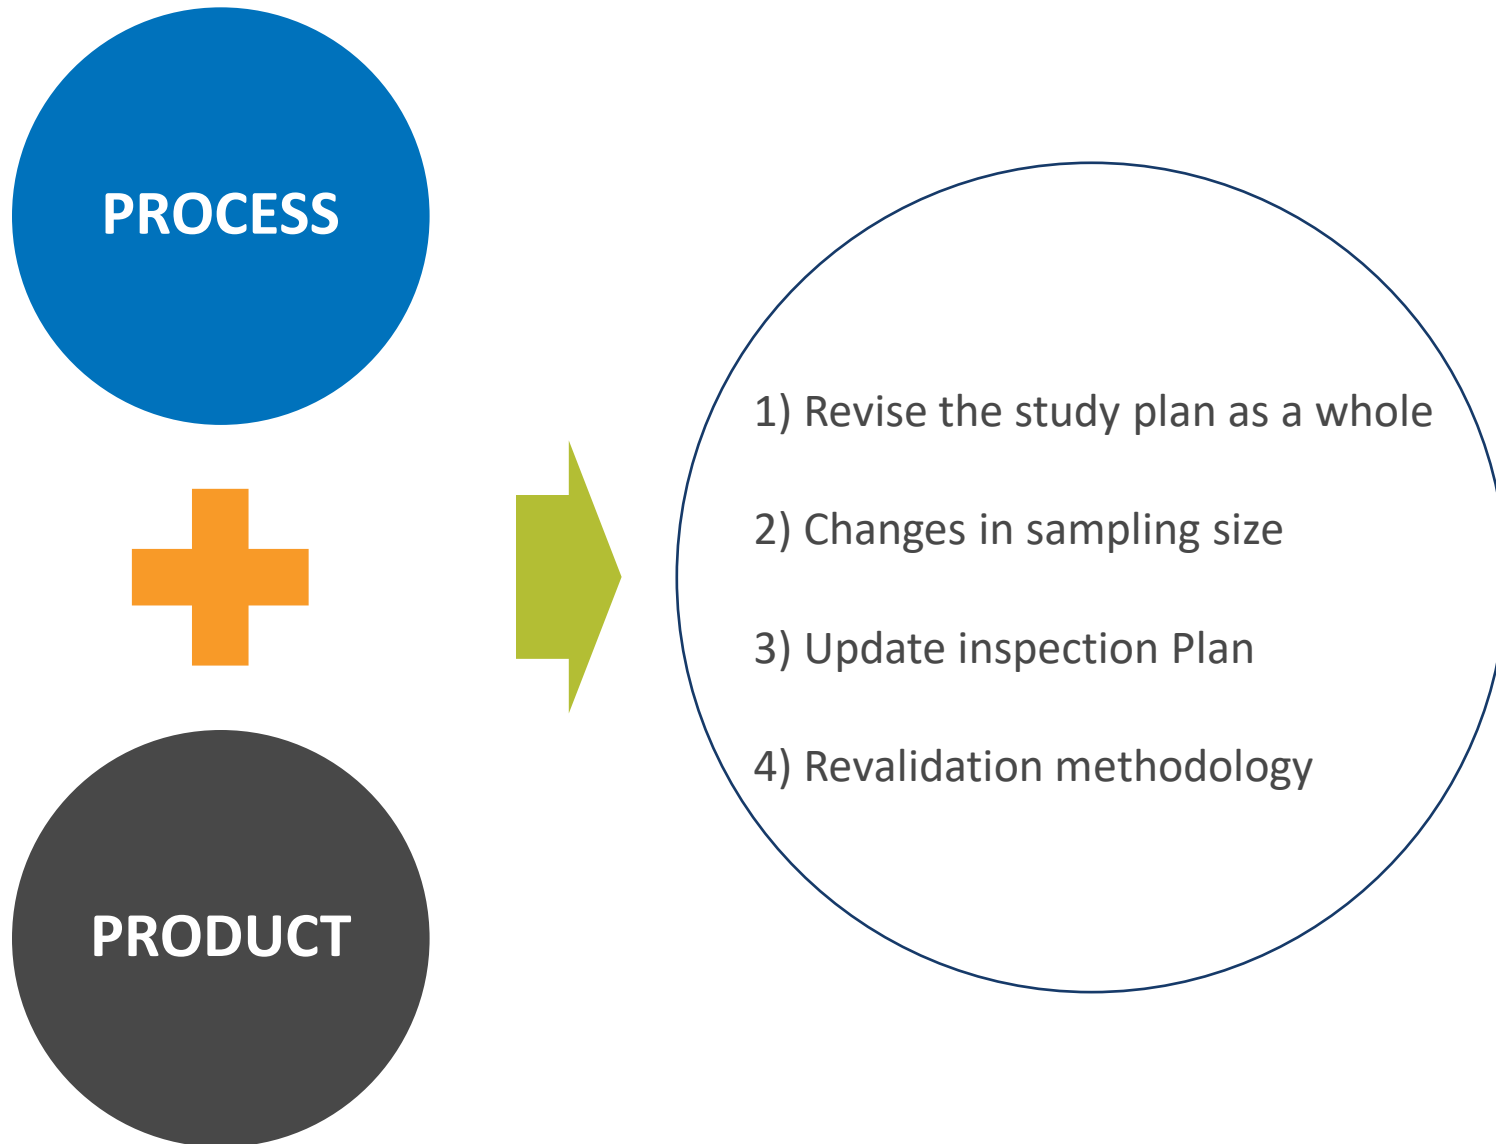 PROCESS
PRODUCT
1) Revise the study plan as a whole
2) Changes in sampling size
3) Update inspection Plan
4) Revalidation methodology